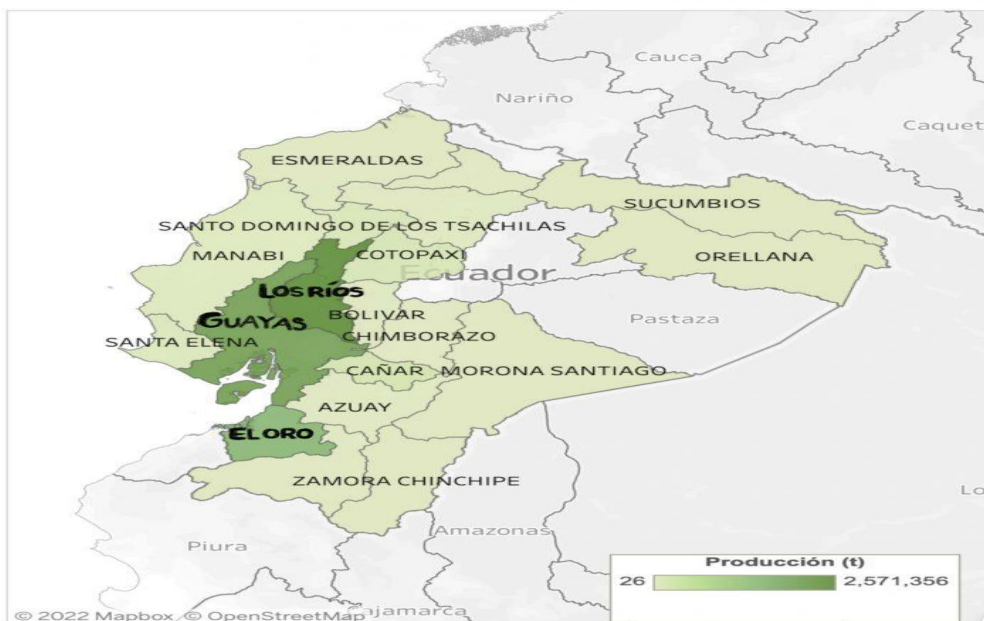 Cauca
Nariño
Caquet
ESMERALDAS
SUCUMBIOS
SANTO DOMINGO DE LOS TSACHILAS
MANABI
COTOPAXI
ORELLANA
Ecuador
LOS RÍOS
BOLIVAR
Pastaza
GUAYAS
SANTA ELENA
CHIMBORAZO
CAÑAR
MORONA SANTIAGO
AZUAY
EL ORO
ZAMORA CHINCHIPE
Lo
Amazonas
Piura
Producción (t)
26 2,571,356
© 2022 Mapbox © OpenStreetMap
ajamarca